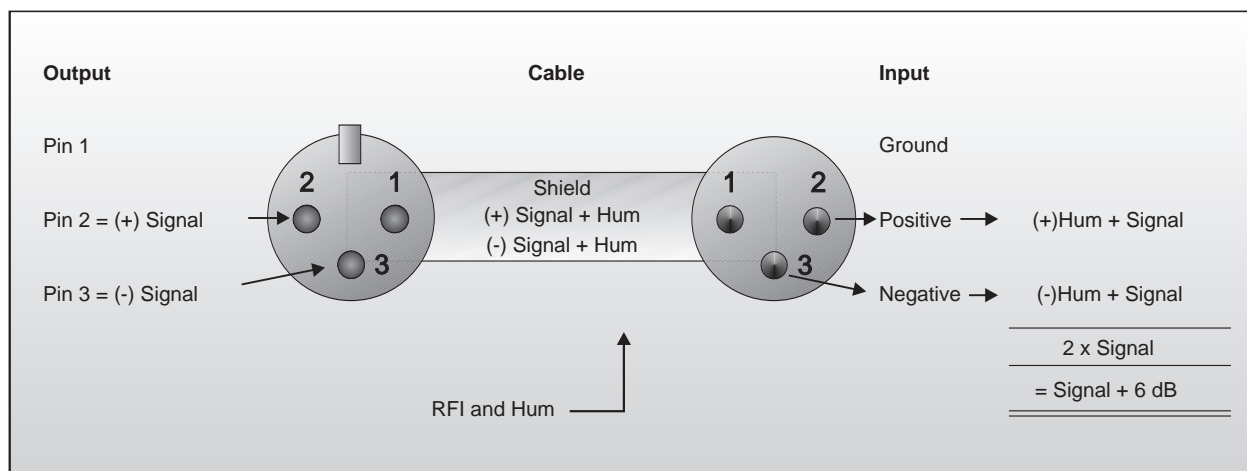 Output
Cable
Input
Pin 1
Ground
2
1
Shield
1
2
Pin 2 = (+) Signal
(+) Signal + Hum
Positive
(+)Hum + Signal
(-) Signal + Hum
3
3
Pin 3 = (-) Signal
Negative
(-)Hum + Signal
2 x Signal
= Signal + 6 dB
RFI and Hum